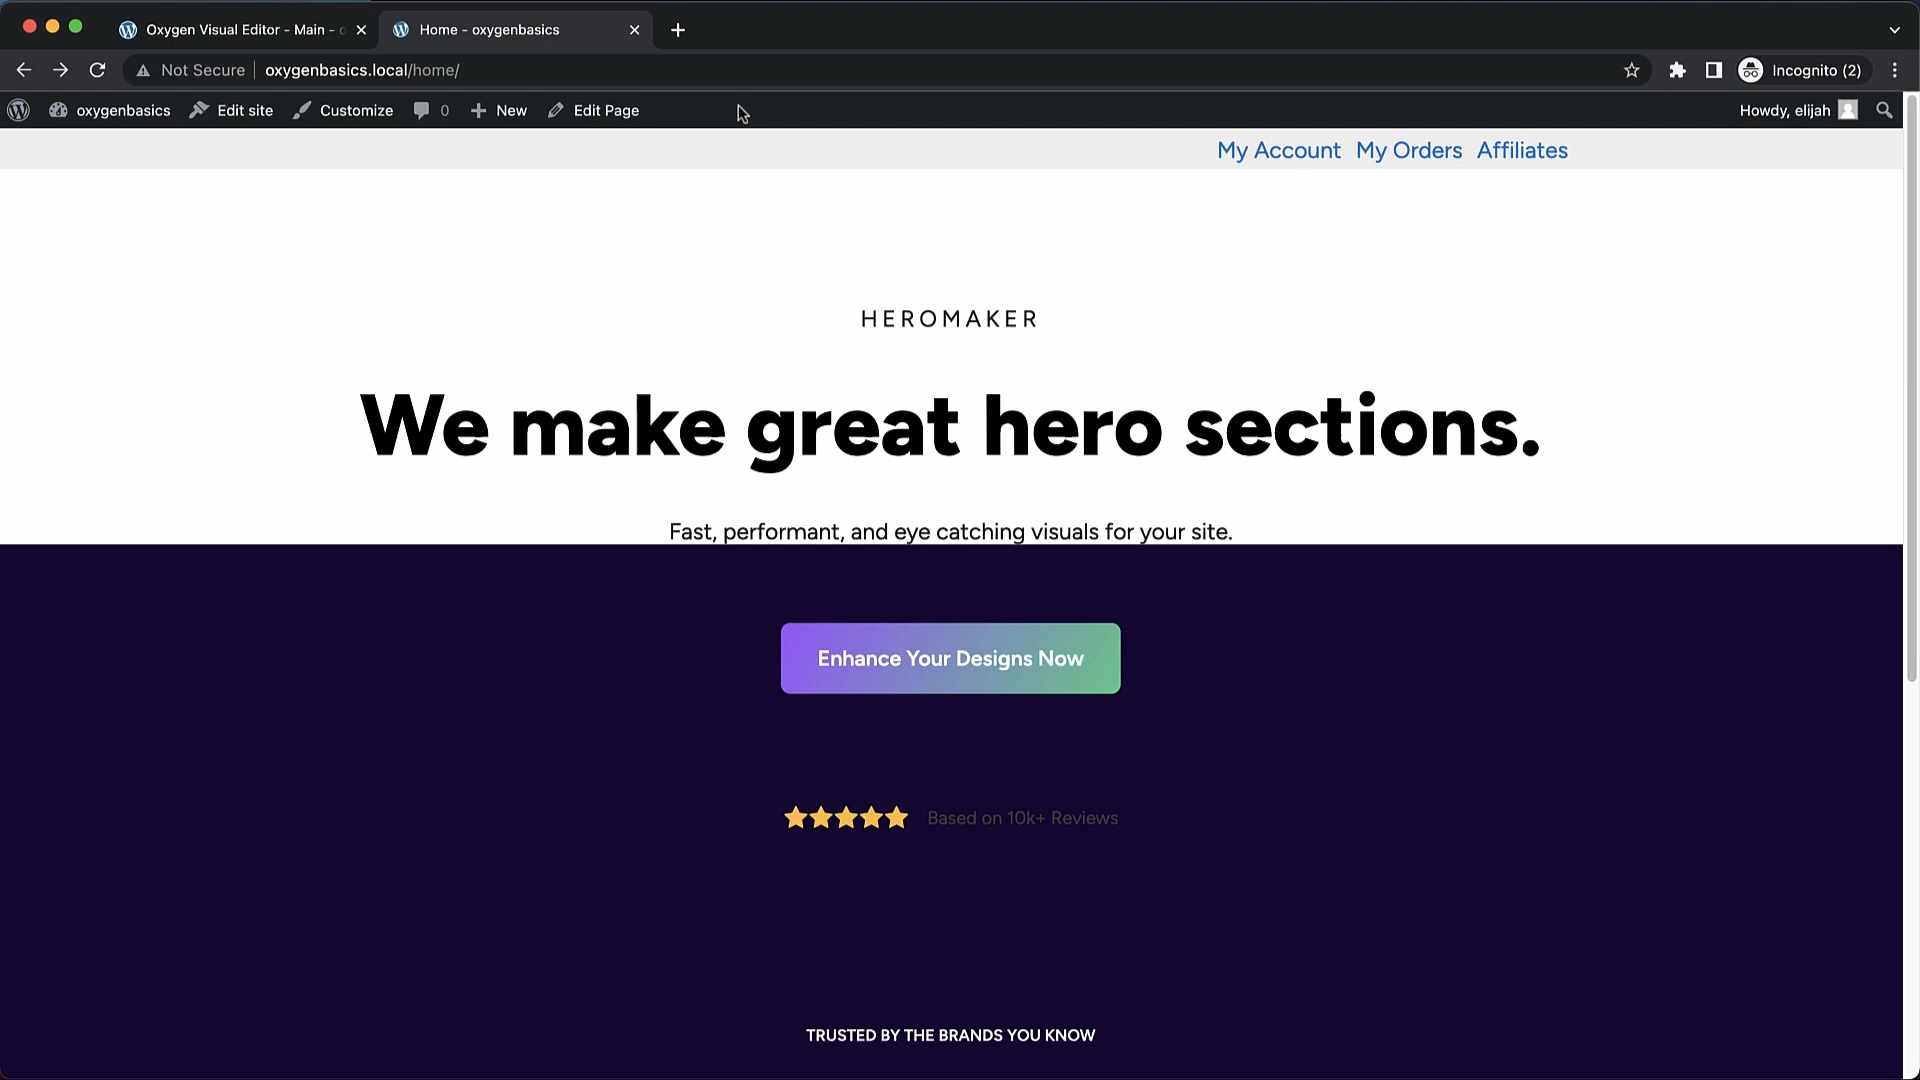 Oxygen Visual Editor - Main -
Home - oxygenbasics
Not Secure
oxygenbasics.local/home/
Incognito (2)
oxygenbasics
Edit site
Customize
0
New
Edit Page
Howdy, elijah
My Account
My Orders
Affiliates
HEROMAKER
We make great hero sections.
Fast, performant, and eye catching visuals for your site.
Enhance Your Designs Now
Based on 10k+ Reviews
TRUSTED BY THE BRANDS YOU KNOW